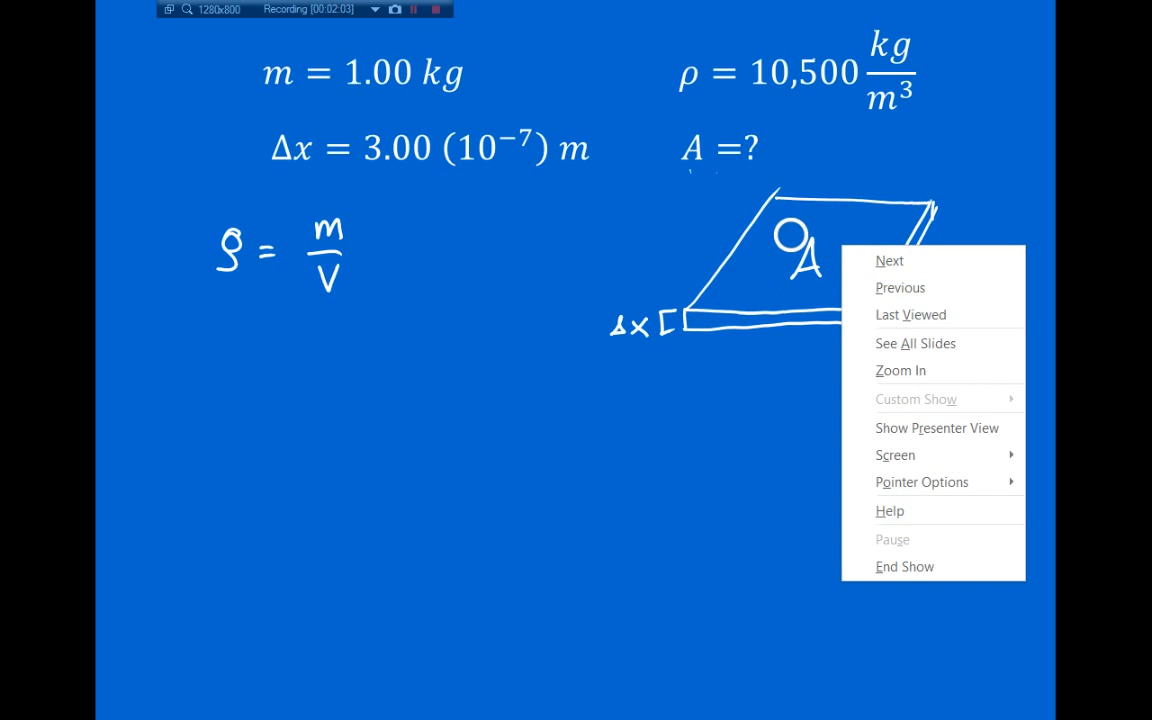 1280x800 Recording [00:02:03]
m = 1.00 kg
ρ = 10,500 kg/m³
Δx = 3.00 (10⁻⁷) m
A =?
ρ = m/V
A
Δx
Next
Previous
Last Viewed
See All Slides
Zoom In
Custom Show
Show Presenter View
Screen
Pointer Options
Help
Pause
End Show